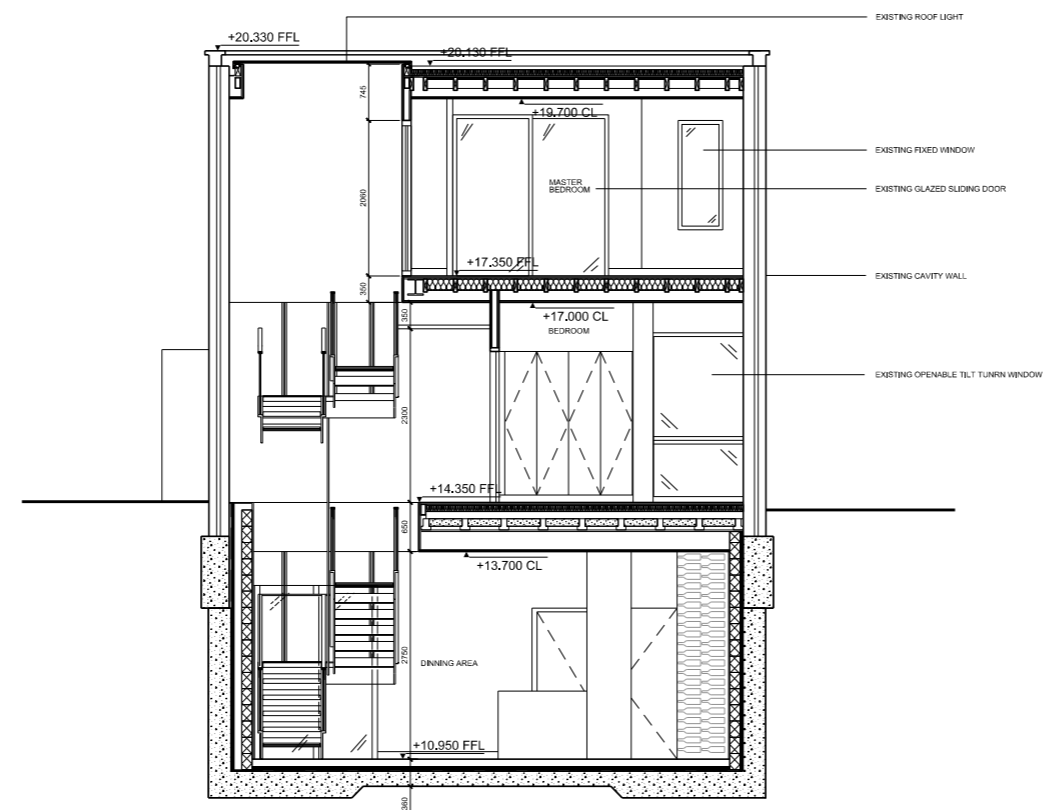 EXISTING ROOF LIGHT
+20.330 FFL
+20.130 FFL
745
+19.700 CL
EXISTING FIXED WINDOW
MASTER
BEDROOM
EXISTING GLAZED SLIDING DOOR
2060
+17.350 FFL
EXISTING CAVITY WALL
350
350
+17.000 CL
BEDROOM
EXISTING OPENABLE TILT TUNRN WINDOW
2300
+14.350 FFL
650
+13.700 CL
2750
DINNING AREA
+10.950 FFL
360